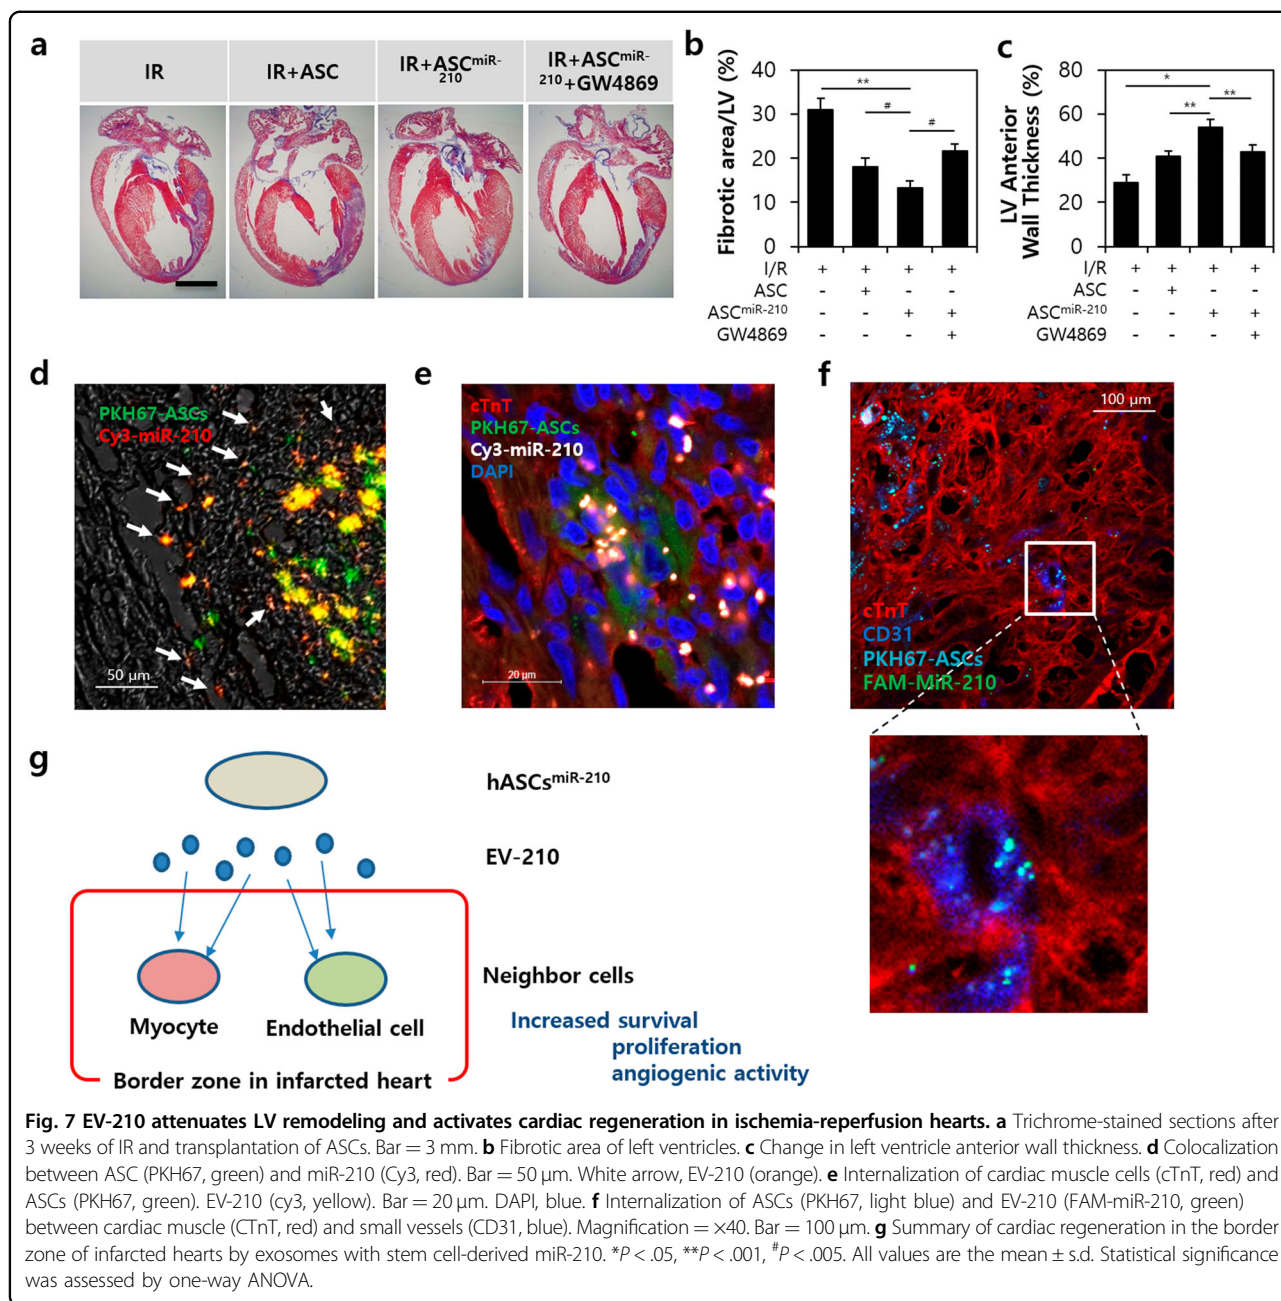 a
IR
IR+ASC
IR+ASCmiR-
210
IR+ASCmiR-
210+GW4869
b
Fibrotic area/LV (%)
40
30
20
10
0
**
#
#
I/R + + + +
ASC - + - -
ASCmiR-210 - - + +
GW4869 - - - +
c
LV Anterior
Wall Thickness (%)
80
60
40
20
0
*
**
**
I/R + + + +
ASC - + - -
ASCmiR-210 - - + +
GW4869 - - - +
d
PKH67-ASCs
Cy3-miR-210
50 μm
e
cTnT
PKH67-ASCs
Cy3-miR-210
DAPI
20 μm
f
100 μm
cTnT
CD31
PKH67-ASCs
FAM-MiR-210
g
hASCsmiR-210
EV-210
Neighbor cells
Myocyte
Endothelial cell
Increased survival
proliferation
angiogenic activity
Border zone in infarcted heart
Fig. 7 EV-210 attenuates LV remodeling and activates cardiac regeneration in ischemia-reperfusion hearts. a Trichrome-stained sections after
3 weeks of IR and transplantation of ASCs. Bar = 3 mm. b Fibrotic area of left ventricles. c Change in left ventricle anterior wall thickness. d Colocalization
between ASC (PKH67, green) and miR-210 (Cy3, red). Bar = 50 μm. White arrow, EV-210 (orange). e Internalization of cardiac muscle cells (cTnT, red) and
ASCs (PKH67, green). EV-210 (cy3, yellow). Bar = 20 μm. DAPI, blue. f Internalization of ASCs (PKH67, light blue) and EV-210 (FAM-miR-210, green)
between cardiac muscle (CTnT, red) and small vessels (CD31, blue). Magnification = ×40. Bar = 100 μm. g Summary of cardiac regeneration in the border
zone of infarcted hearts by exosomes with stem cell-derived miR-210. *P < .05, **P < .001, #P < .005. All values are the mean ± s.d. Statistical significance
was assessed by one-way ANOVA.